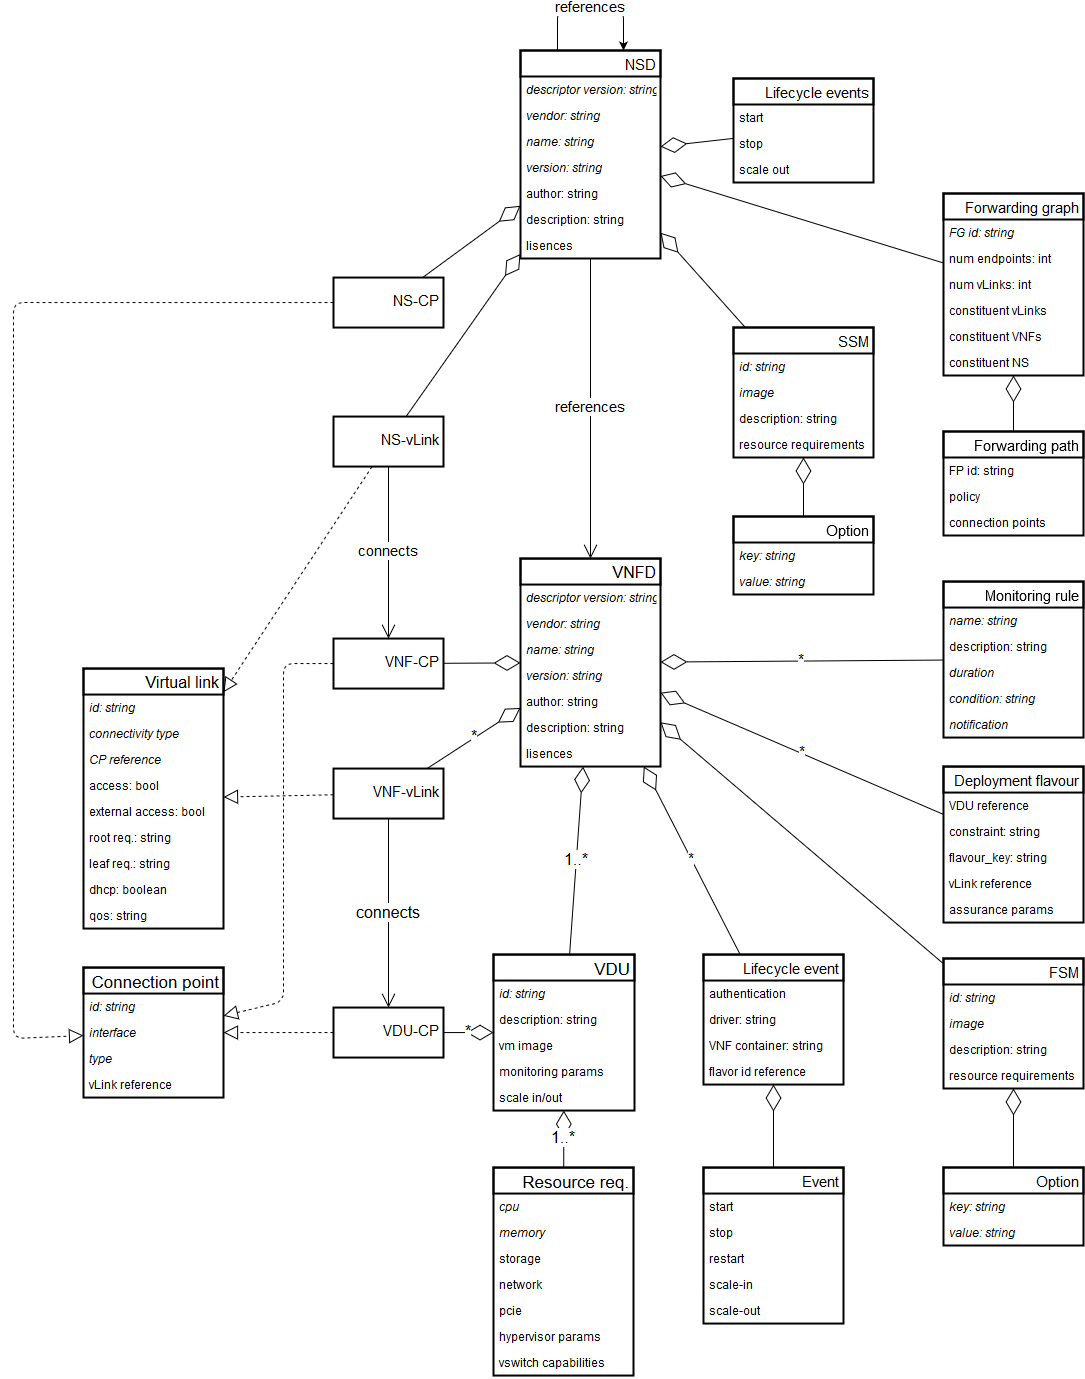 references
NSD
descriptor version: string
vendor: string
name: string
version: string
author: string
description: string
lisences
Lifecycle events
start
stop
scale out
Forwarding graph
FG id: string
num endpoints: int
num vLinks: int
constituent vLinks
constituent VNFs
constituent NS
NS-CP
SSM
id: string
image
description: string
resource requirements
NS-vLink
references
Forwarding path
FP id: string
policy
connection points
Option
key: string
value: string
connects
VNFD
descriptor version: string
vendor: string
name: string
version: string
author: string
description: string
lisences
Monitoring rule
name: string
description: string
duration
condition: string
notification
VNF-CP
*
Virtual link
id: string
connectivity type
CP reference
access: bool
external access: bool
root req.: string
leaf req.: string
dhcp: boolean
qos: string
*
*
VNF-vLink
Deployment flavour
VDU reference
constraint: string
flavour_key: string
vLink reference
assurance params
1..*
*
connects
Connection point
id: string
interface
type
vLink reference
VDU
id: string
description: string
vm image
monitoring params
scale in/out
Lifecycle event
authentication
driver: string
VNF container: string
flavor id reference
FSM
id: string
image
description: string
resource requirements
VDU-CP
*
1..*
Resource req.
cpu
memory
storage
network
pcie
hypervisor params
vswitch capabilities
Event
start
stop
restart
scale-in
scale-out
Option
key: string
value: string